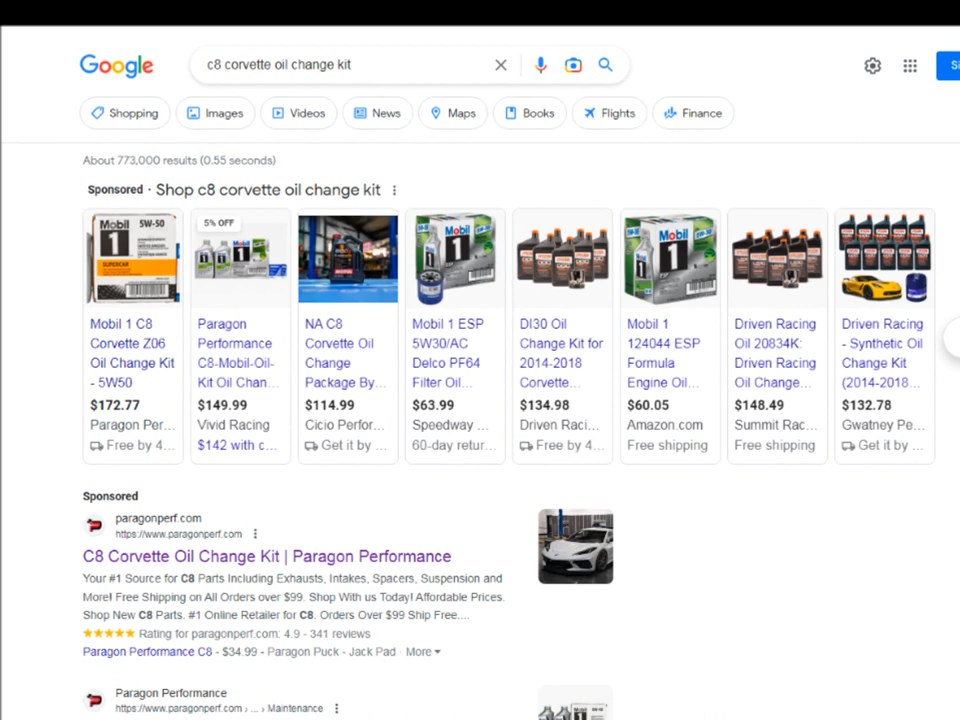 Google
c8 corvette oil change kit
Shopping
Images
Videos
News
Maps
Books
Flights
Finance
About 773,000 results (0.55 seconds)
Sponsored · Shop c8 corvette oil change kit
Mobil 1 5W-50
SUPERCAR
Mobil 1 C8
Corvette Z06
Oil Change Kit
- 5W50
$172.77
Paragon Per...
Free by 4...
5% OFF
Paragon
Performance
C8-Mobil-Oil-
Kit Oil Chan...
$149.99
Vivid Racing
$142 with c...
MOTUL
NA C8
Corvette Oil
Change
Package By...
$114.99
Cicio Perfor...
Get it by ...
Mobil 1 ESP
5W30/AC
Delco PF64
Filter Oil...
$63.99
Speedway ...
60-day retur...
DI30 Oil
Change Kit for
2014-2018
Corvette...
$134.98
Driven Raci...
Free by 4...
Mobil
1
Mobil 1
124044 ESP
Formula
Engine Oil...
$60.05
Amazon.com
Free shipping
Driven Racing
Oil 20834K:
Driven Racing
Oil Change...
$148.49
Summit Rac...
Free shipping
Driven Racing
- Synthetic Oil
Change Kit
(2014-2018...
$132.78
Gwatney Pe...
Get it by ...
Sponsored
paragonperf.com
https://www.paragonperf.com
C8 Corvette Oil Change Kit | Paragon Performance
Your #1 Source for C8 Parts Including Exhausts, Intakes, Spacers, Suspension and
More! Free Shipping on All Orders over $99. Shop With us Today! Affordable Prices.
Shop New C8 Parts. #1 Online Retailer for C8. Orders Over $99 Ship Free....
Rating for paragonperf.com: 4.9 - 341 reviews
Paragon Performance C8 - $34.99 - Paragon Puck - Jack Pad · More
Paragon Performance
https://www.paragonperf.com › ... › Maintenance